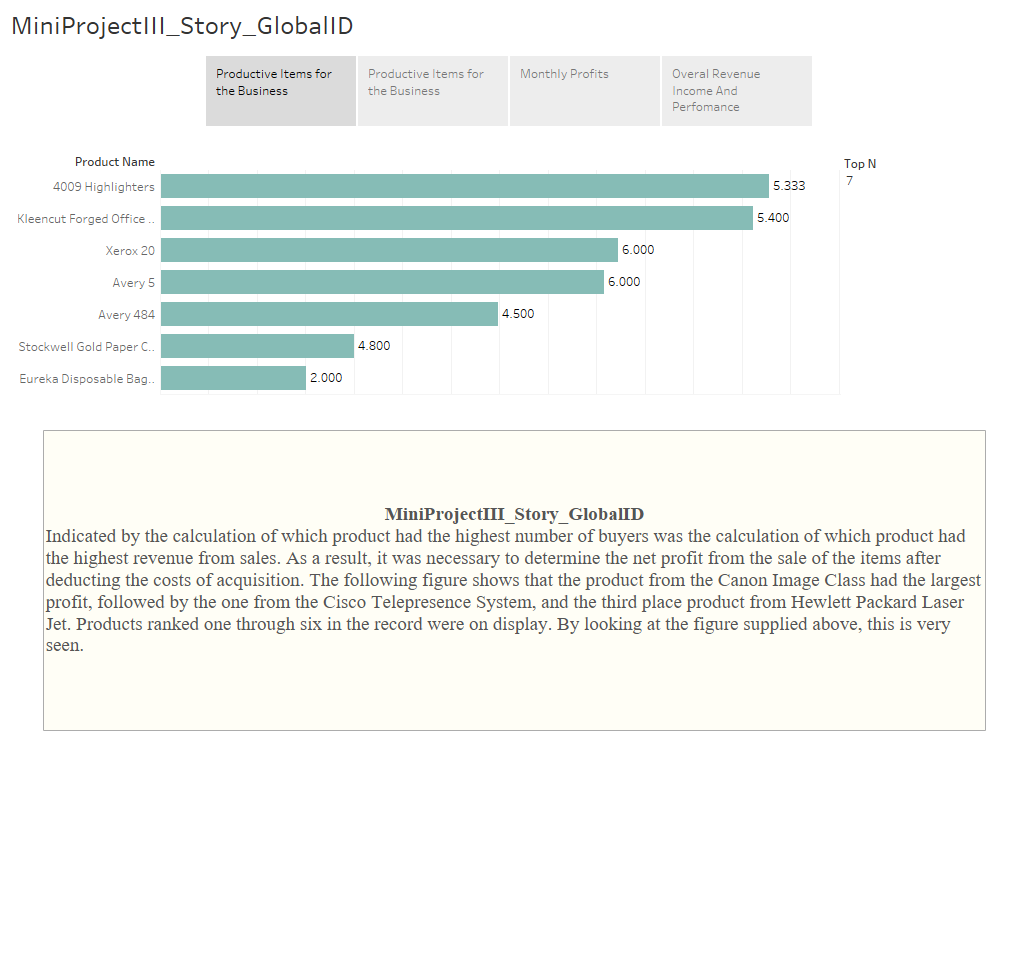 MiniProjectIII_Story_GlobalID
Productive Items for
the Business
Productive Items for
the Business
Monthly Profits
Overal Revenue
Income And
Perfomance
Product Name
Top N
7
4009 Highlighters 5.333
Kleencut Forged Office .. 5.400
Xerox 20 6.000
Avery 5 6.000
Avery 484 4.500
Stockwell Gold Paper C.. 4.800
Eureka Disposable Bag.. 2.000
MiniProjectIII_Story_GlobalID
Indicated by the calculation of which product had the highest number of buyers was the calculation of which product had
the highest revenue from sales. As a result, it was necessary to determine the net profit from the sale of the items after
deducting the costs of acquisition. The following figure shows that the product from the Canon Image Class had the largest
profit, followed by the one from the Cisco Telepresence System, and the third place product from Hewlett Packard Laser
Jet. Products ranked one through six in the record were on display. By looking at the figure supplied above, this is very
seen.